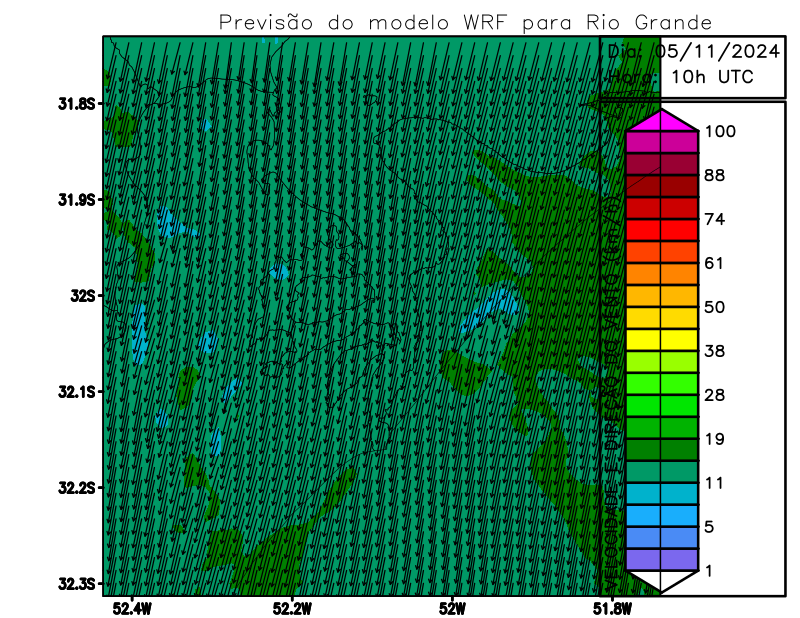 Previsão do modelo WRF para Rio Grande
Dia: 05/11/2024
Hora: 10h UTC
31.8S
31.9S
32S
32.1S
32.2S
32.3S
52.4W
52.2W
52W
51.8W
VELOCIDADE E DIREÇÃO DO VENTO (km/h)
100
88
74
61
50
38
28
19
11
5
1